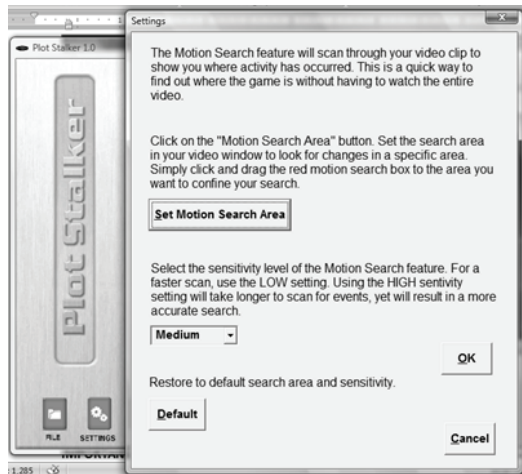 Settings
Plot Stalker 1.0
The Motion Search feature will scan through your video clip to
show you where activity has occurred. This is a quick way to
find out where the game is without having to watch the entire
video.
Click on the "Motion Search Area" button. Set the search area
in your video window to look for changes in a specific area.
Simply click and drag the red motion search box to the area you
want to confine your search.
Set Motion Search Area
Plot Stalker
Select the sensitivity level of the Motion Search feature. For a
faster scan, use the LOW setting. Using the HIGH sentivity
setting will take longer to scan for events, yet will result in a more
accurate search.
Medium
OK
Restore to default search area and sensitivity.
Default
Cancel
FILE
SETTINGS
1.285